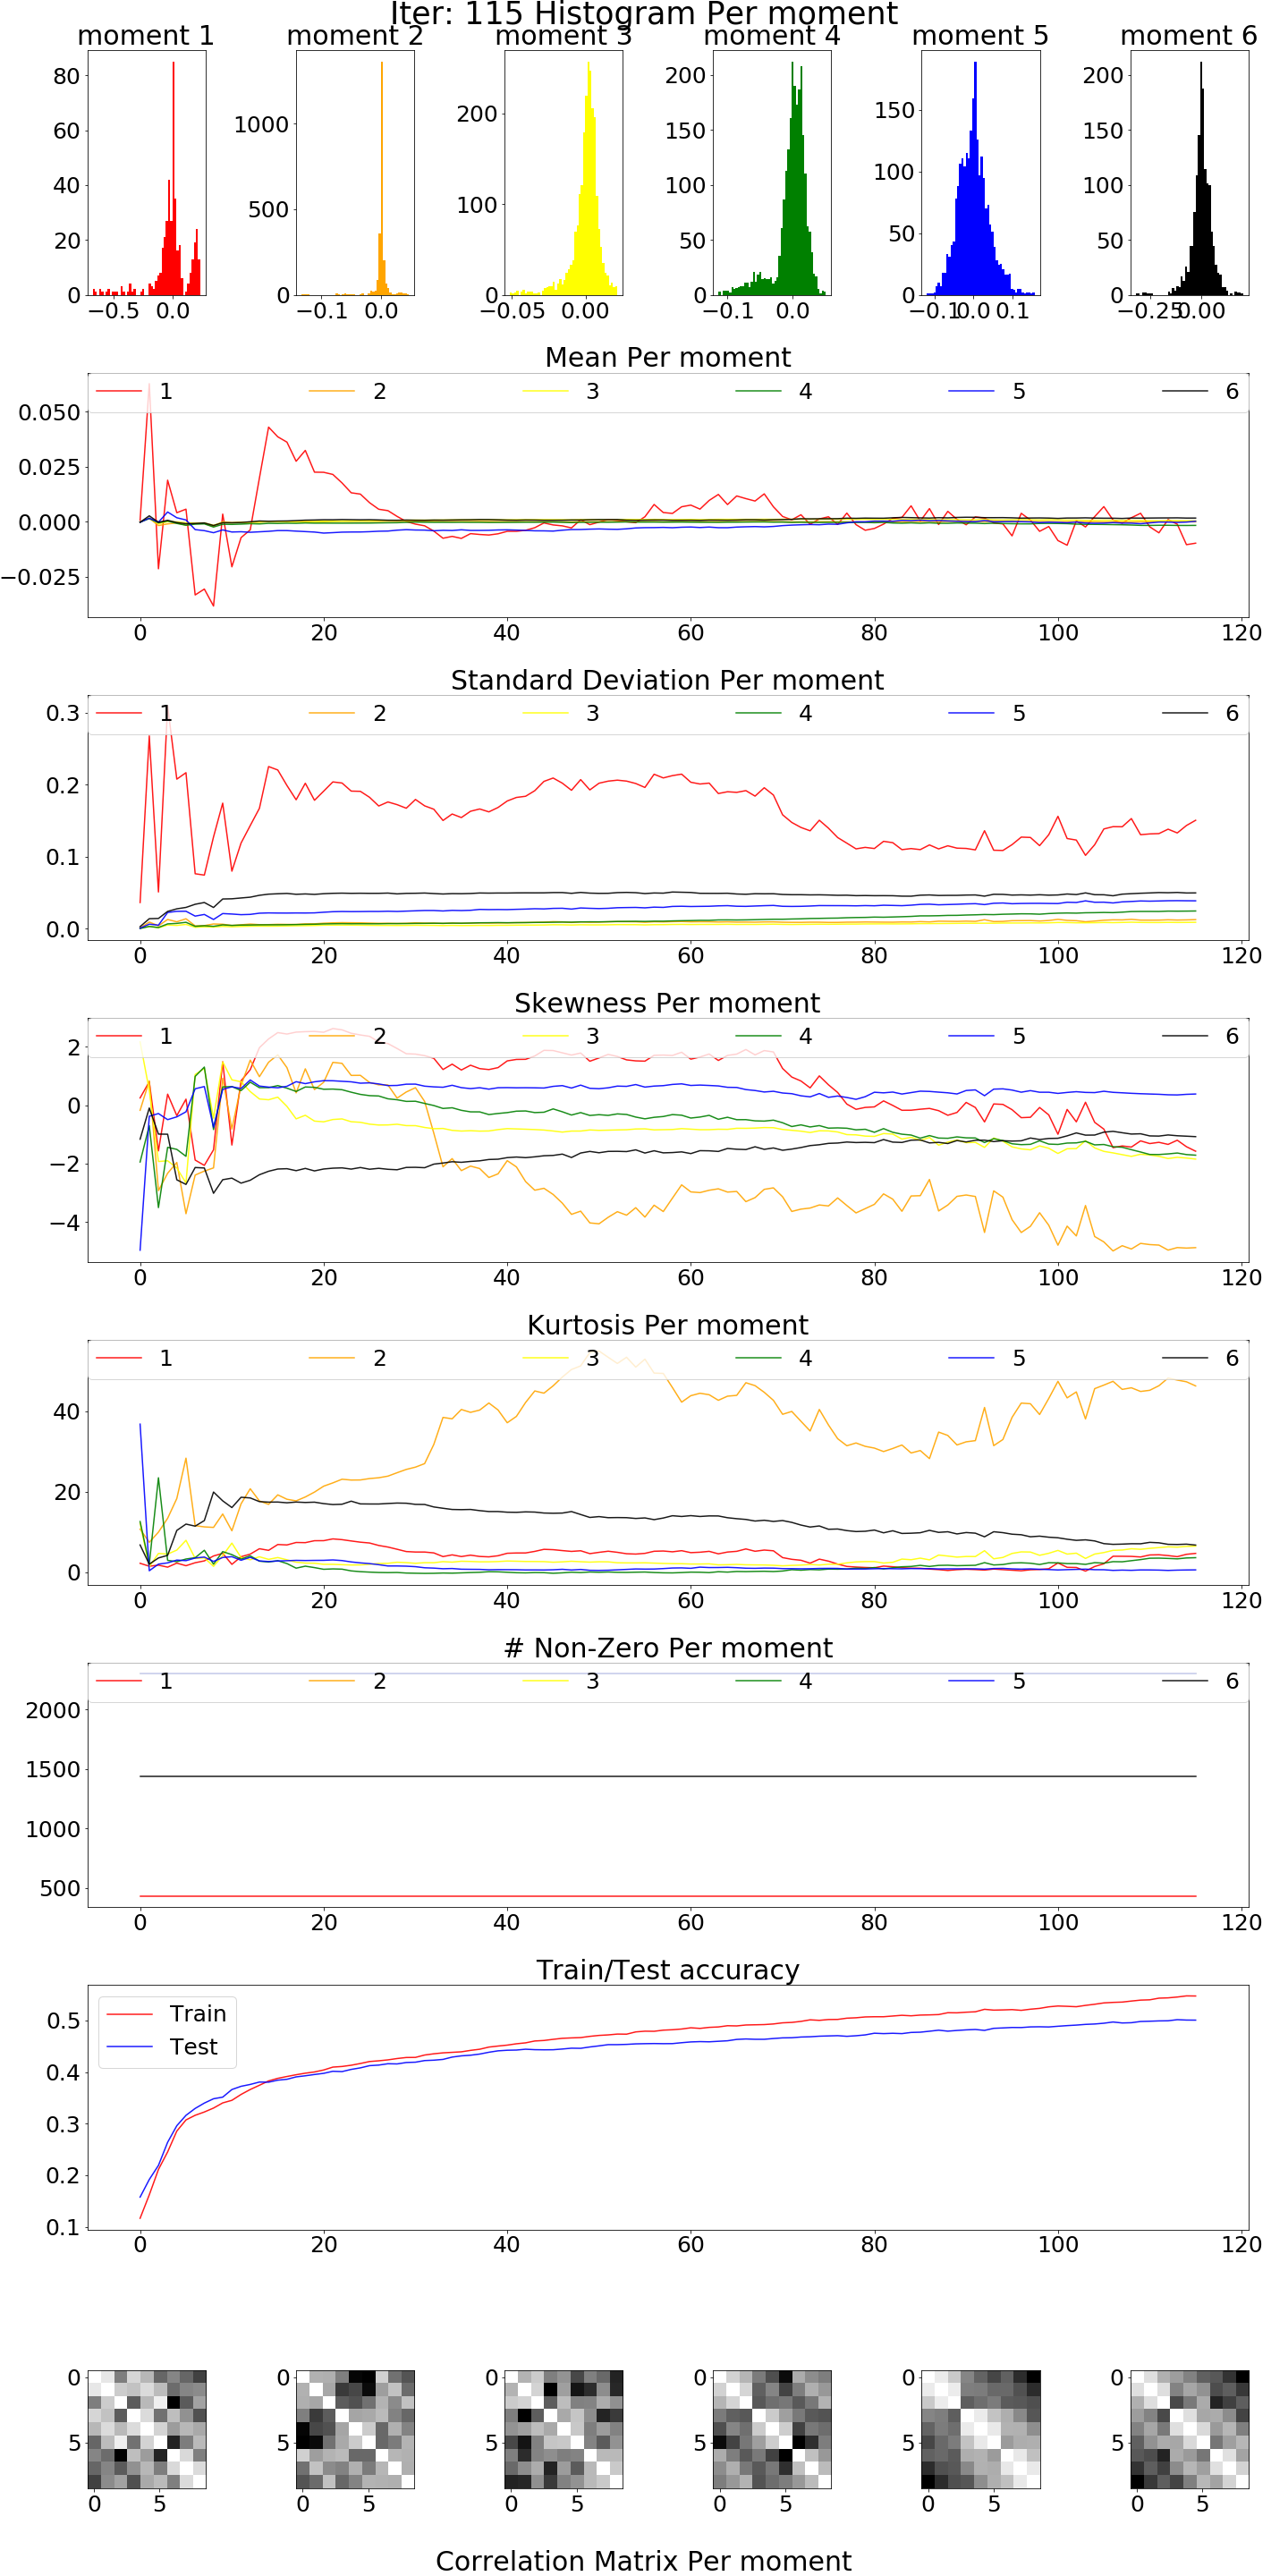 Iter: 115 Histogram Per moment
moment 1 moment 2 moment 3 moment 4 moment 5 moment 6
80 60 40 20 0
−0.5 0.0
1000 500 0
−0.1 0.0
200 100 0
−0.05 0.00
200 150 100 50 0
−0.1 0.0
150 100 50 0
−0.1 0.0 0.1
200 150 100 50 0
−0.25 0.00
Mean Per moment
1 2 3 4 5 6
0.050
0.025
0.000
−0.025
0 20 40 60 80 100 120
Standard Deviation Per moment
0.3
1 2 3 4 5 6
0.2
0.1
0.0
0 20 40 60 80 100 120
Skewness Per moment
2
1 2 3 4 5 6
0
−2
−4
0 20 40 60 80 100 120
Kurtosis Per moment
1 2 3 4 5 6
40
20
0
0 20 40 60 80 100 120
# Non-Zero Per moment
1 2 3 4 5 6
2000
1500
1000
500
0 20 40 60 80 100 120
Train/Test accuracy
Train
Test
0.5
0.4
0.3
0.2
0.1
0 20 40 60 80 100 120
0 0 0 0 0 0
5 5 5 5 5 5
0 5 0 5 0 5 0 5 0 5 0 5
Correlation Matrix Per moment